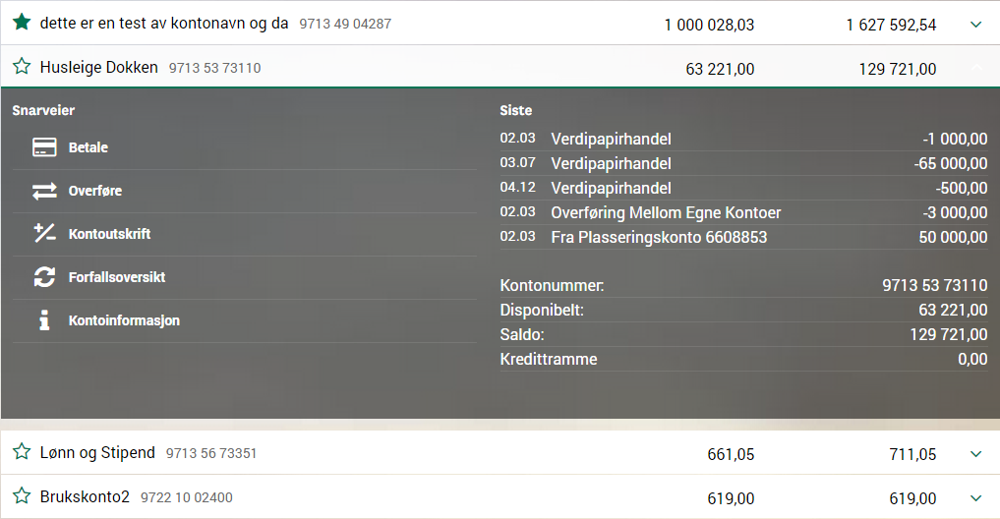 dette er en test av kontonavn og da 9713 49 04287 1 000 028,03 1 627 592,54
Husleige Dokken 9713 53 73110 63 221,00 129 721,00
Snarveier
Betale
Overføre
Kontoutskrift
Forfallsoversikt
Kontoinformasjon
Siste
02.03 Verdipapirhandel -1 000,00
03.07 Verdipapirhandel -65 000,00
04.12 Verdipapirhandel -500,00
02.03 Overføring Mellom Egne Kontoer -3 000,00
02.03 Fra Plasseringskonto 6608853 50 000,00
Kontonummer: 9713 53 73110
Disponibelt: 63 221,00
Saldo: 129 721,00
Kredittramme 0,00
Lønn og Stipend 9713 56 73351 661,05 711,05
Brukskonto2 9722 10 02400 619,00 619,00